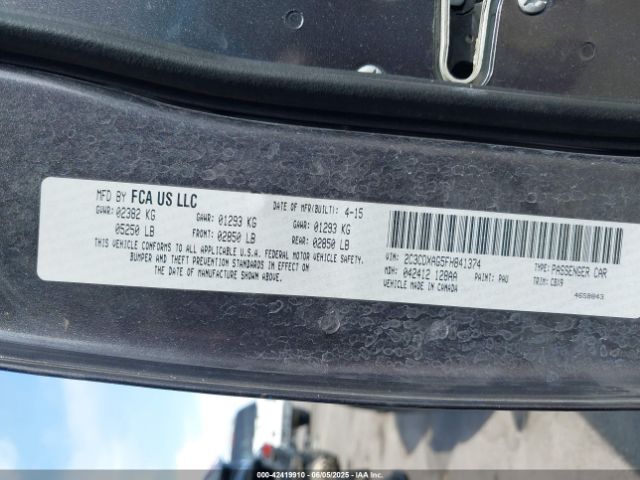 MFD BY FCA US LLC
DATE OF MFR(BUILT): 4-15
GVWR: 02382 KG
GAWR: 01293 KG
GAWR: 01293 KG
05250 LB
FRONT: 02850 LB
REAR: 02850 LB
THIS VEHICLE CONFORMS TO ALL APPLICABLE U.S.A. FEDERAL MOTOR VEHICLE SAFETY,
BUMPER AND THEFT PREVENTION STANDARDS IN EFFECT ON
THE DATE OF MANUFACTURE SHOWN ABOVE.
VIN: 2C3CDXAG5FH841374
TYPE: PASSENGER CAR
MDH: 042412 128AA
PAINT: PAU
TRIM: CBX9
VEHICLE MADE IN CANADA
4658843
000-42419910 - 06/05/2025 - IAA Inc.